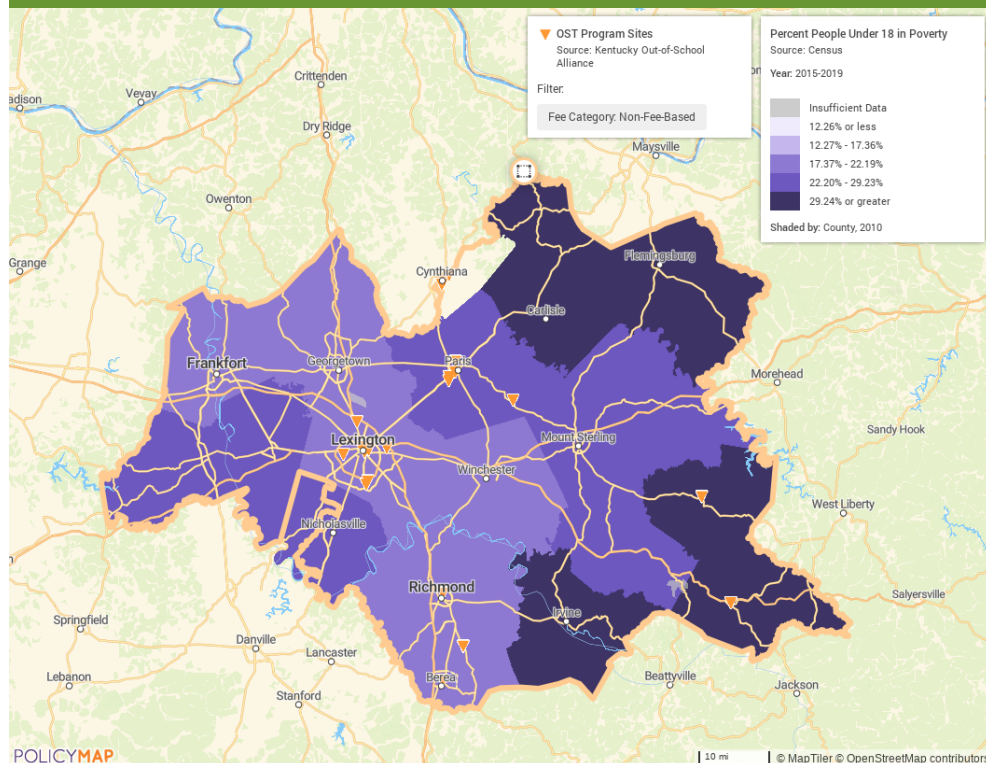 OST Program Sites
Source: Kentucky Out-of-School
Alliance
Filter:
Fee Category: Non-Fee-Based
Percent People Under 18 in Poverty
Source: Census
Year: 2015-2019
Insufficient Data
12.26% or less
12.27% - 17.36%
17.37% - 22.19%
22.20% - 29.23%
29.24% or greater
Shaded by: County, 2010
Crittenden
Vevay
Dry Ridge
Maysville
Owenton
Grange
Cynthiana
Flemingsburg
Carlisle
Frankfort
Georgetown
Paris
Morehead
Sandy Hook
Lexington
Mount Sterling
Winchester
West Liberty
Nicholasville
Richmond
Salyersville
Irvine
Springfield
Danville
Lancaster
Lebanon
Berea
Beattyville
Jackson
Stanford
POLICYMAP
10 mi
© MapTiler © OpenStreetMap contributors